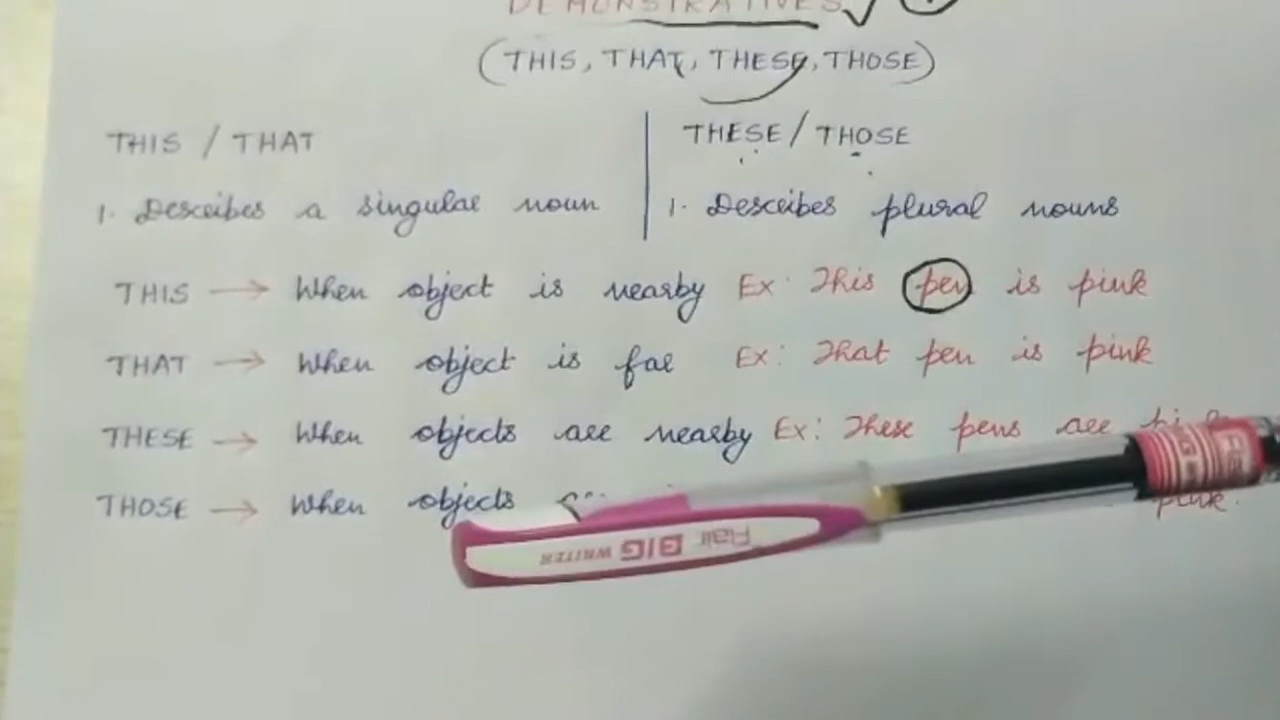 DEMONSTRATIVES
(THIS, THAT, THESE, THOSE)
THIS / THAT
THESE / THOSE
1. Describes a singular noun
1. Describes plural nouns
THIS → When object is nearby Ex: This pen is pink
THAT → When object is far Ex: That pen is pink
THESE → When objects are nearby Ex: These pens are pink
THOSE → When objects pink.
Flair BIG WRITER